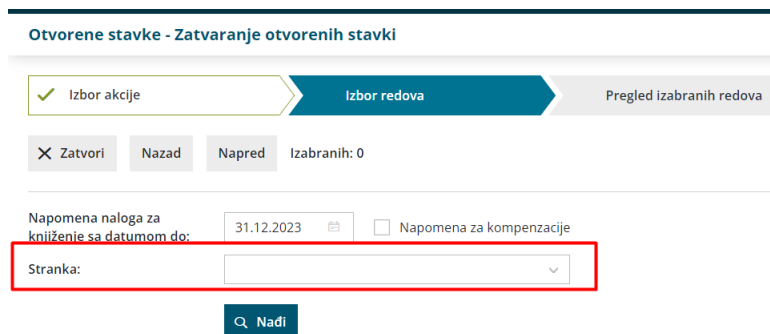 Otvorene stavke - Zatvaranje otvorenih stavki
Izbor akcije
Izbor redova
Pregled izabranih redova
Zatvori
Nazad
Napred
Izabranih: 0
Napomena naloga za
knjiženje sa datumom do:
31.12.2023
Napomena za kompenzacije
Stranka:
Nađi